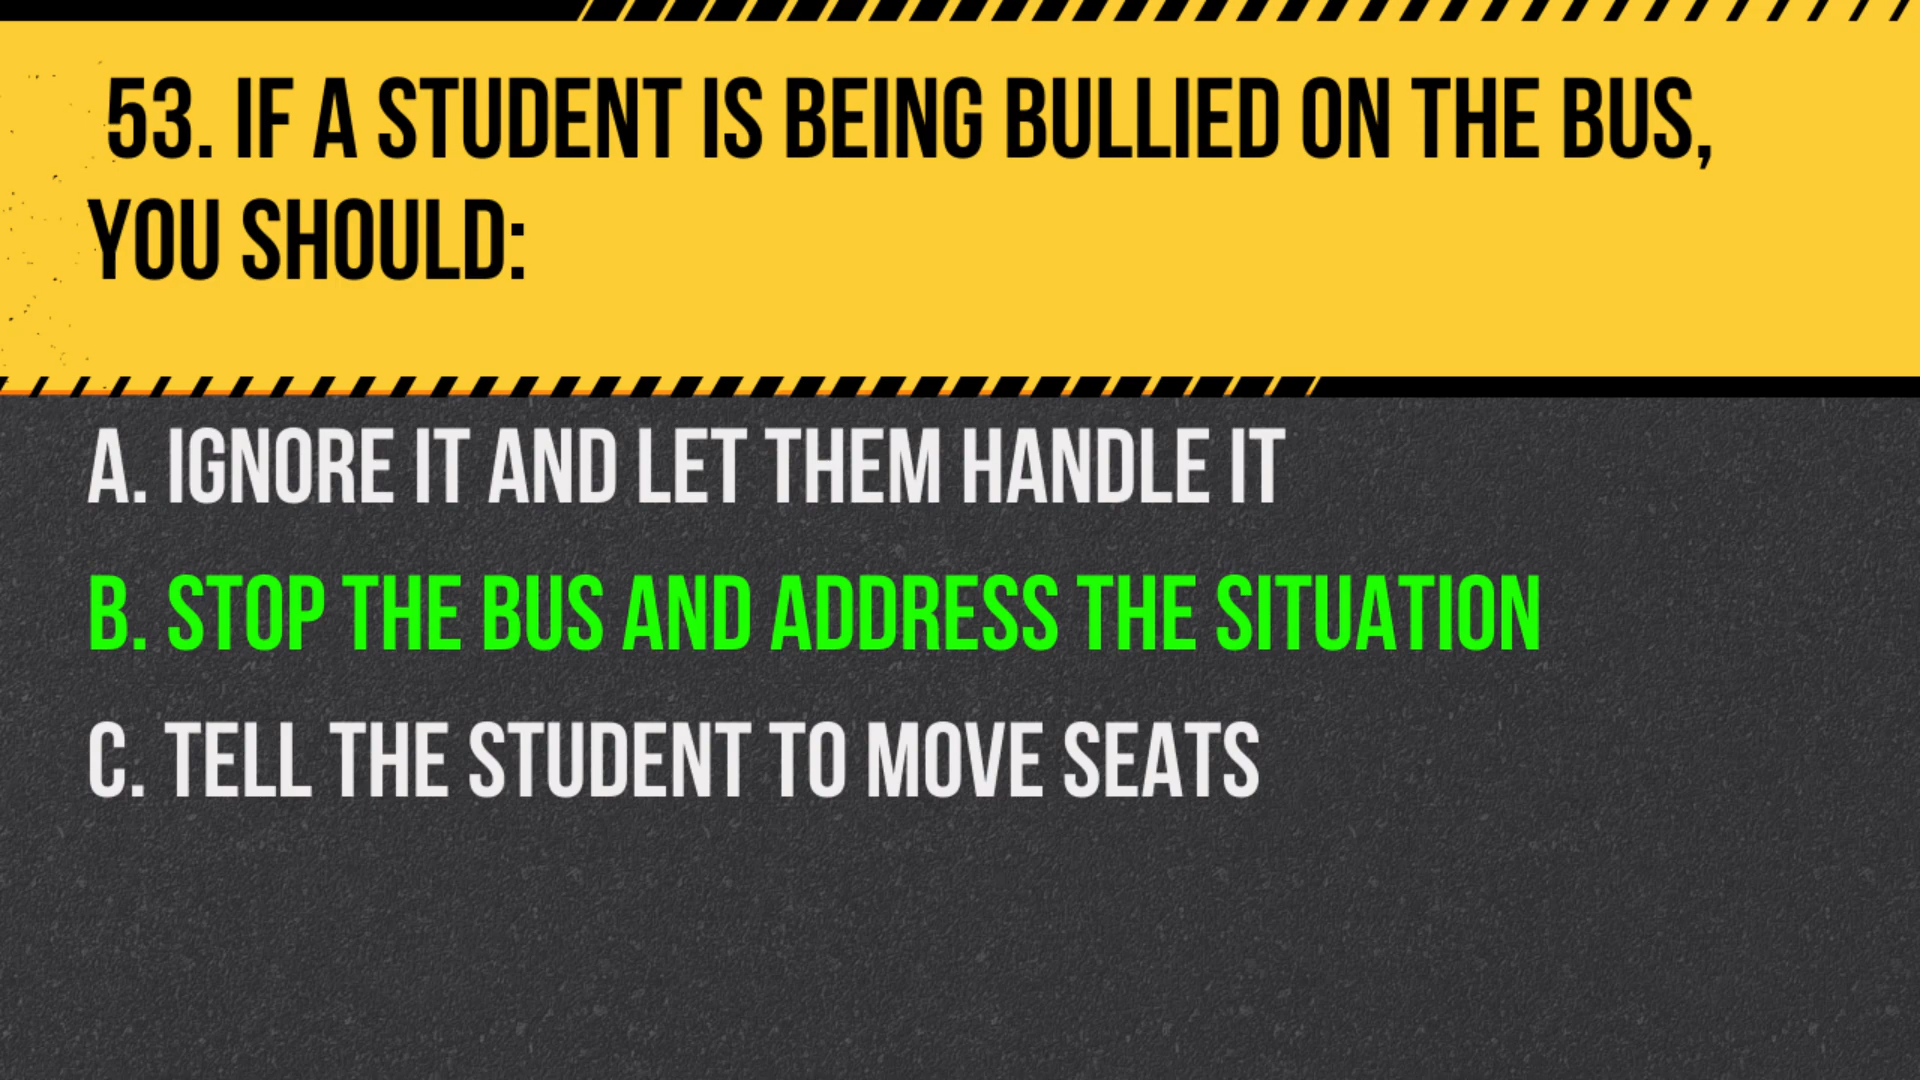 53. IF A STUDENT IS BEING BULLIED ON THE BUS,
YOU SHOULD:
A. IGNORE IT AND LET THEM HANDLE IT
B. STOP THE BUS AND ADDRESS THE SITUATION
C. TELL THE STUDENT TO MOVE SEATS